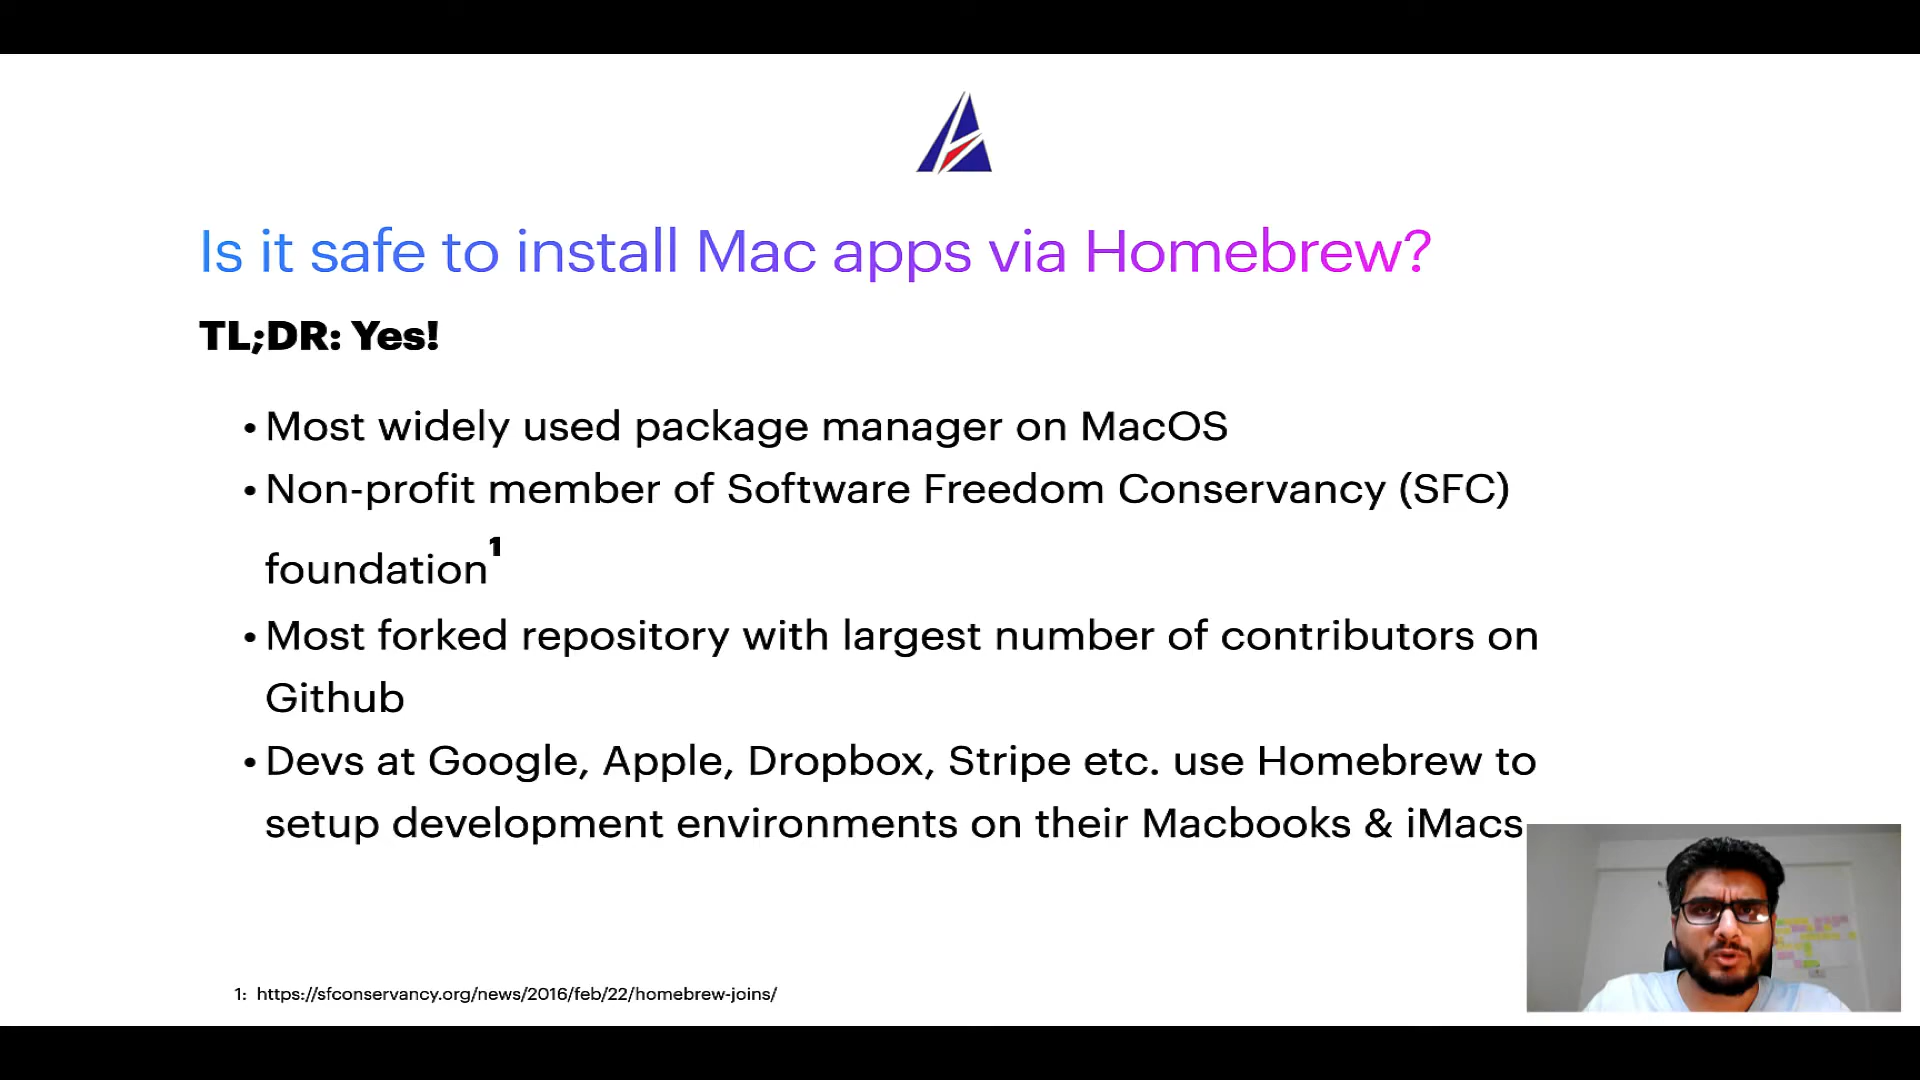 Is it safe to install Mac apps via Homebrew?
TL;DR: Yes!
• Most widely used package manager on MacOS
• Non-profit member of Software Freedom Conservancy (SFC)
foundation1
• Most forked repository with largest number of contributors on
Github
• Devs at Google, Apple, Dropbox, Stripe etc. use Homebrew to
setup development environments on their Macbooks & iMacs
1: https://sfconservancy.org/news/2016/feb/22/homebrew-joins/